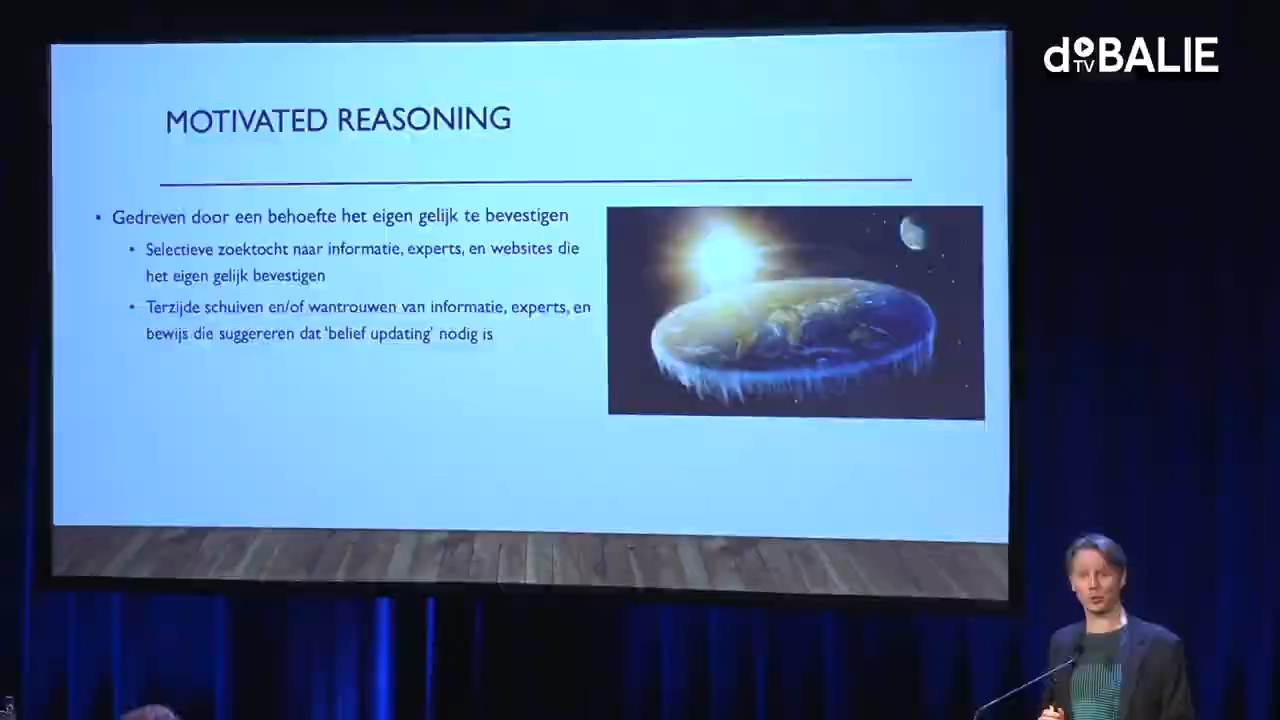 doTV BALIE
MOTIVATED REASONING
• Gedreven door een behoefte het eigen gelijk te bevestigen
• Selectieve zoektocht naar informatie, experts, en websites die
het eigen gelijk bevestigen
• Terzijde schuiven en/of wantrouwen van informatie, experts, en
bewijs die suggereren dat ‘belief updating’ nodig is